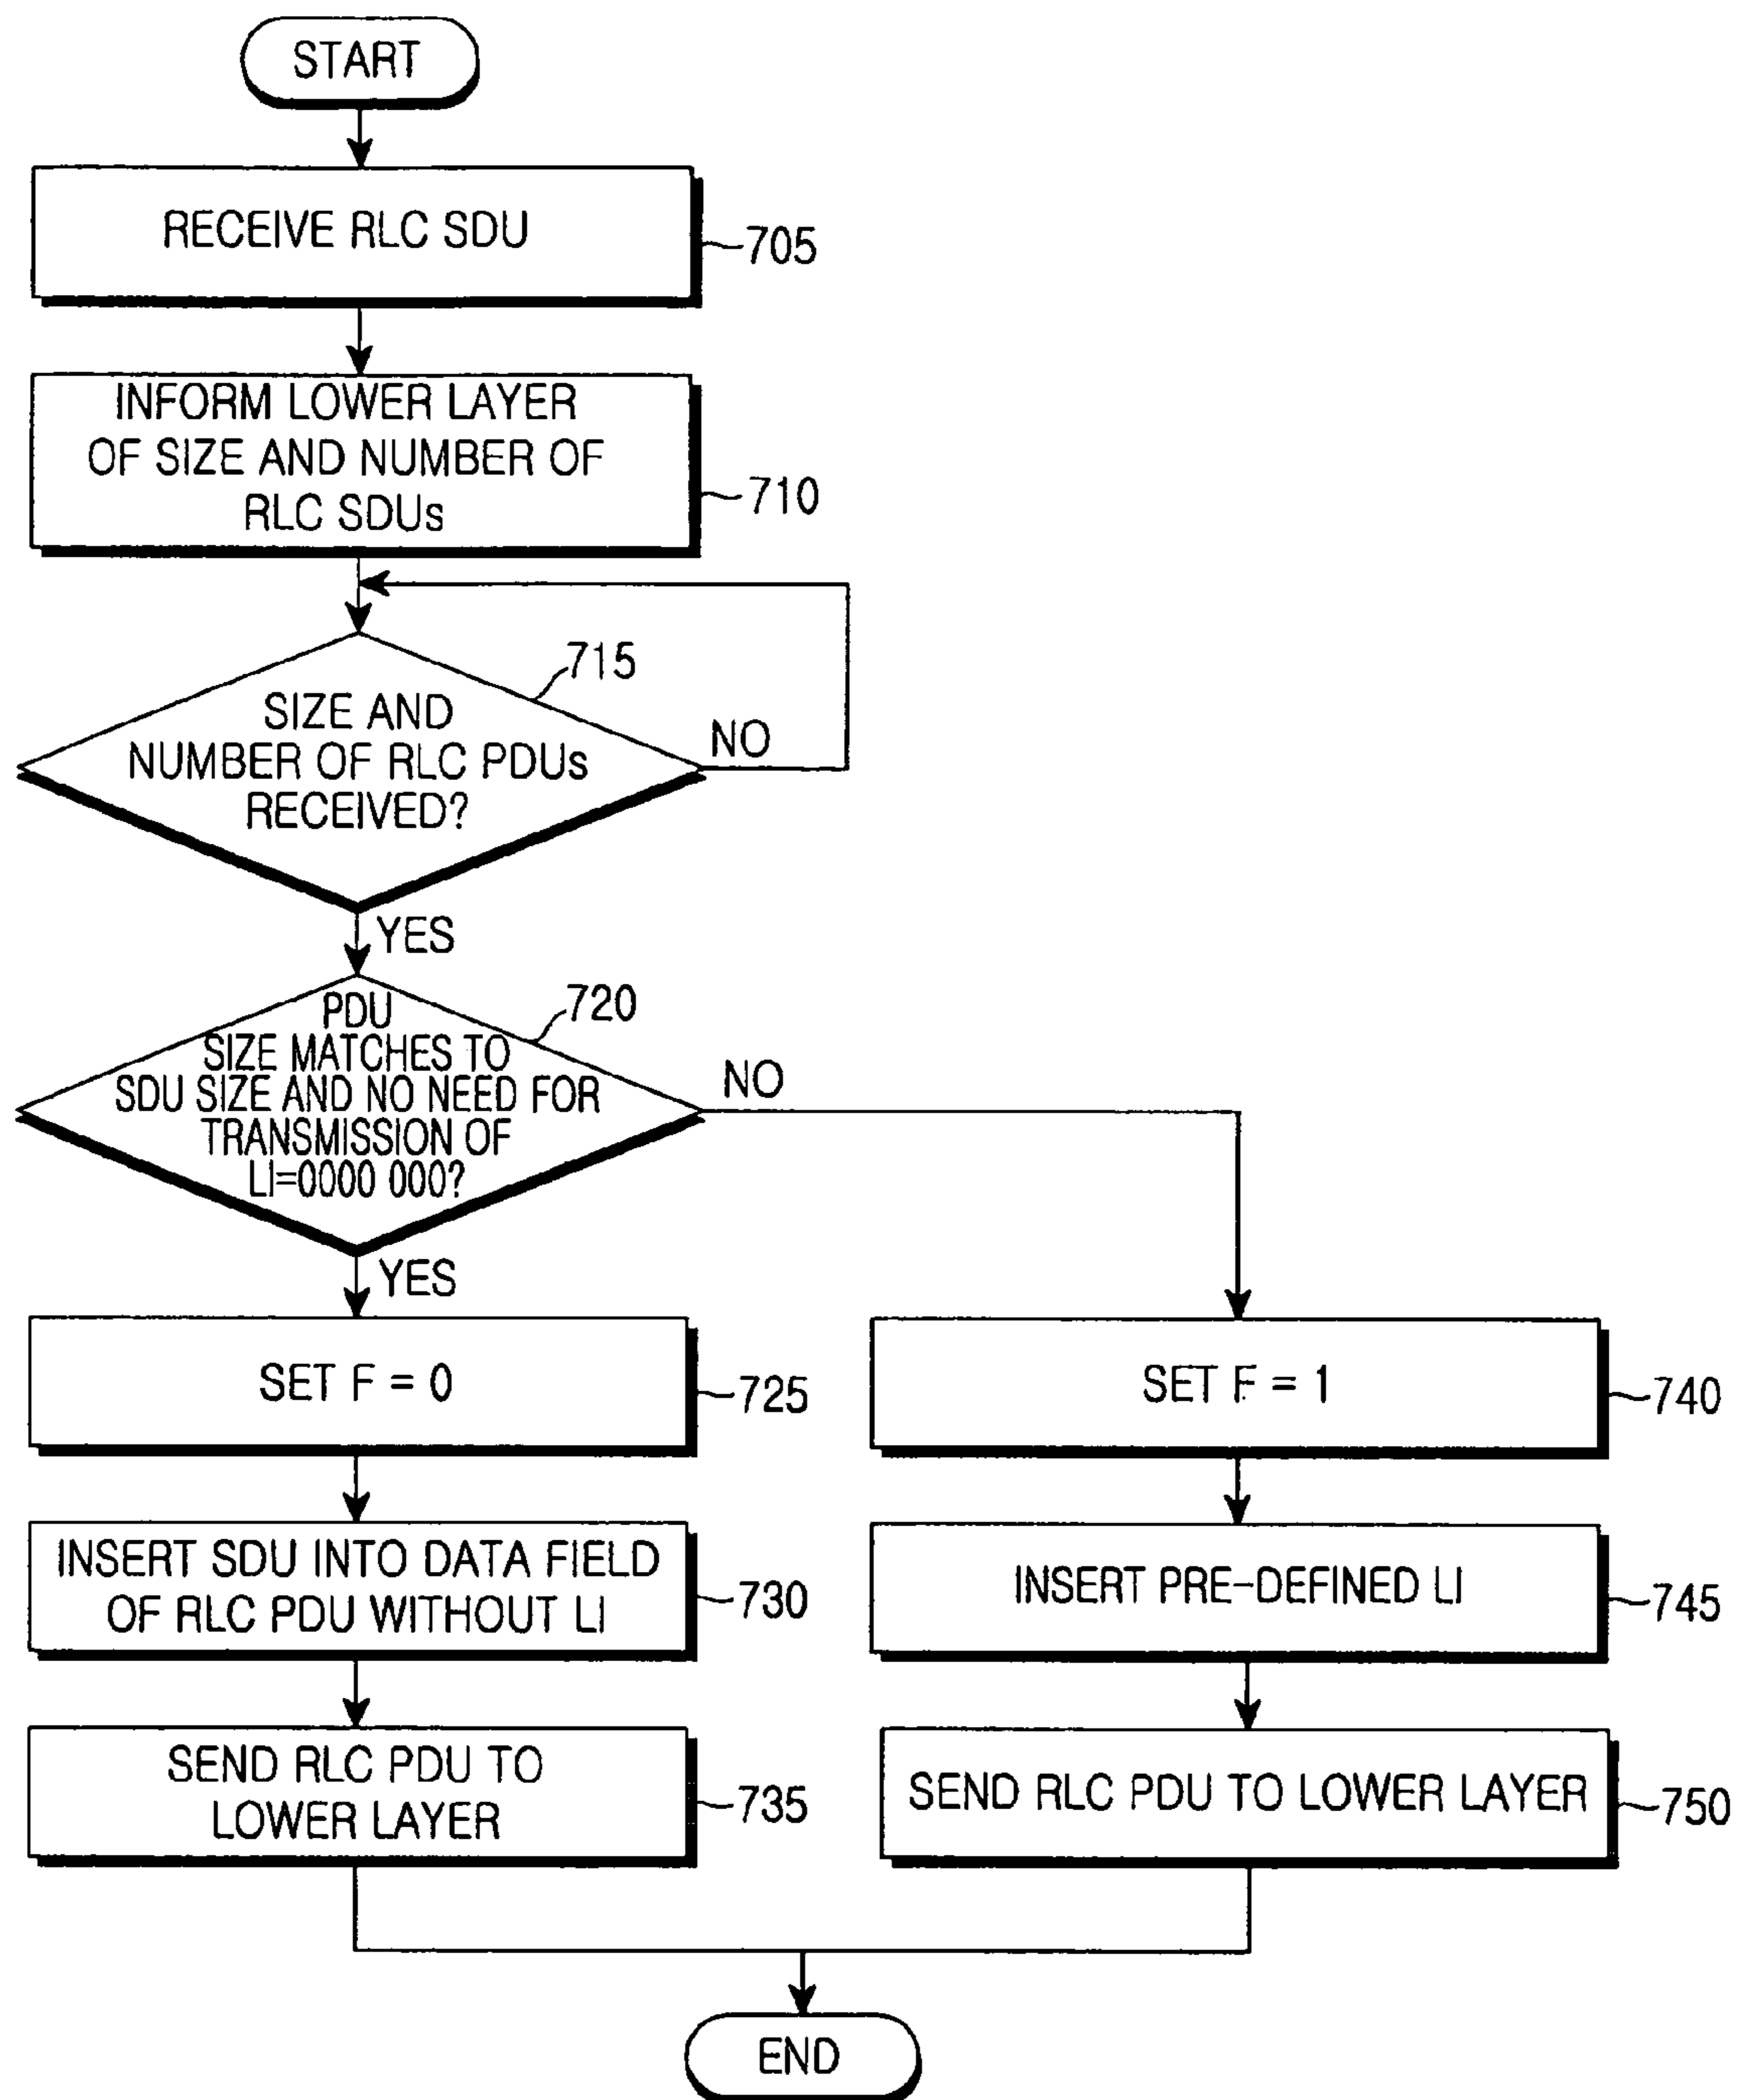 START
RECEIVE RLC SDU
705
INFORM LOWER LAYER
OF SIZE AND NUMBER OF
RLC SDUs
710
715
SIZE AND
NUMBER OF RLC PDUs
RECEIVED?
NO
YES
720
PDU
SIZE MATCHES TO
SDU SIZE AND NO NEED FOR
TRANSMISSION OF
LI=0000 000?
NO
YES
SET F = 0
725
SET F = 1
740
INSERT SDU INTO DATA FIELD
OF RLC PDU WITHOUT LI
730
INSERT PRE-DEFINED LI
745
SEND RLC PDU TO
LOWER LAYER
735
SEND RLC PDU TO LOWER LAYER
750
END